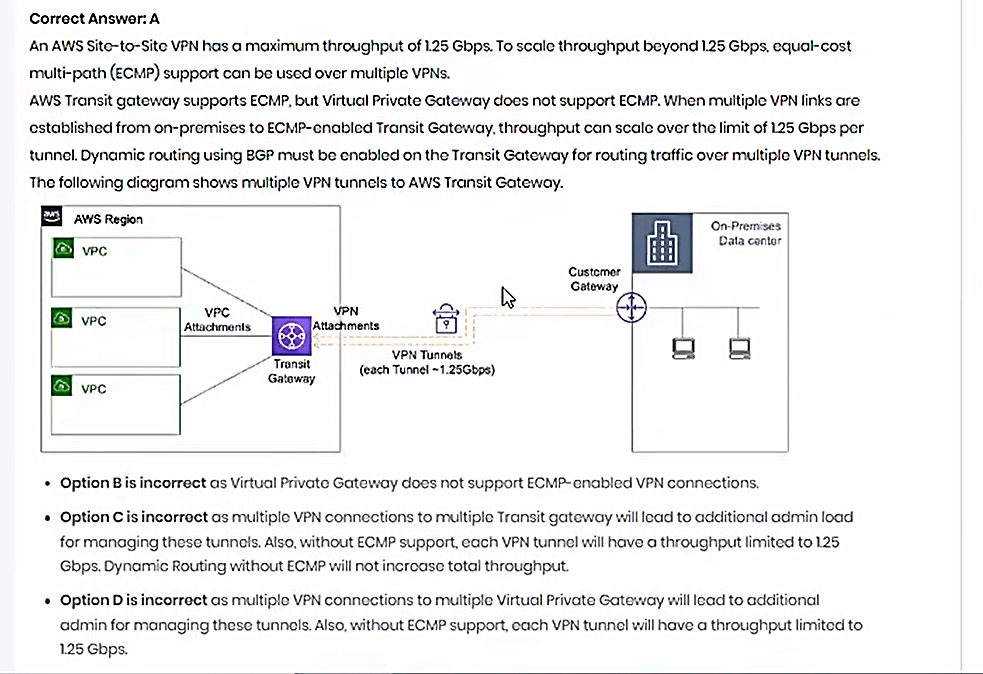 Correct Answer: A
An AWS Site-to-Site VPN has a maximum throughput of 1.25 Gbps. To scale throughput beyond 1.25 Gbps, equal-cost
multi-path (ECMP) support can be used over multiple VPNs.
AWS Transit gateway supports ECMP, but Virtual Private Gateway does not support ECMP. When multiple VPN links are
established from on-premises to ECMP-enabled Transit Gateway, throughput can scale over the limit of 1.25 Gbps per
tunnel. Dynamic routing using BGP must be enabled on the Transit Gateway for routing traffic over multiple VPN tunnels.
The following diagram shows multiple VPN tunnels to AWS Transit Gateway.
aws
AWS Region
VPC
VPC
VPC
VPC
Attachments
Transit
Gateway
VPN
Attachments
VPN Tunnels
(each Tunnel ~1.25Gbps)
Customer
Gateway
On-Premises
Data center
• Option B is incorrect as Virtual Private Gateway does not support ECMP-enabled VPN connections.
• Option C is incorrect as multiple VPN connections to multiple Transit gateway will lead to additional admin load
for managing these tunnels. Also, without ECMP support, each VPN tunnel will have a throughput limited to 1.25
Gbps. Dynamic Routing without ECMP will not increase total throughput.
• Option D is incorrect as multiple VPN connections to multiple Virtual Private Gateway will lead to additional
admin for managing these tunnels. Also, without ECMP support, each VPN tunnel will have a throughput limited to
1.25 Gbps.